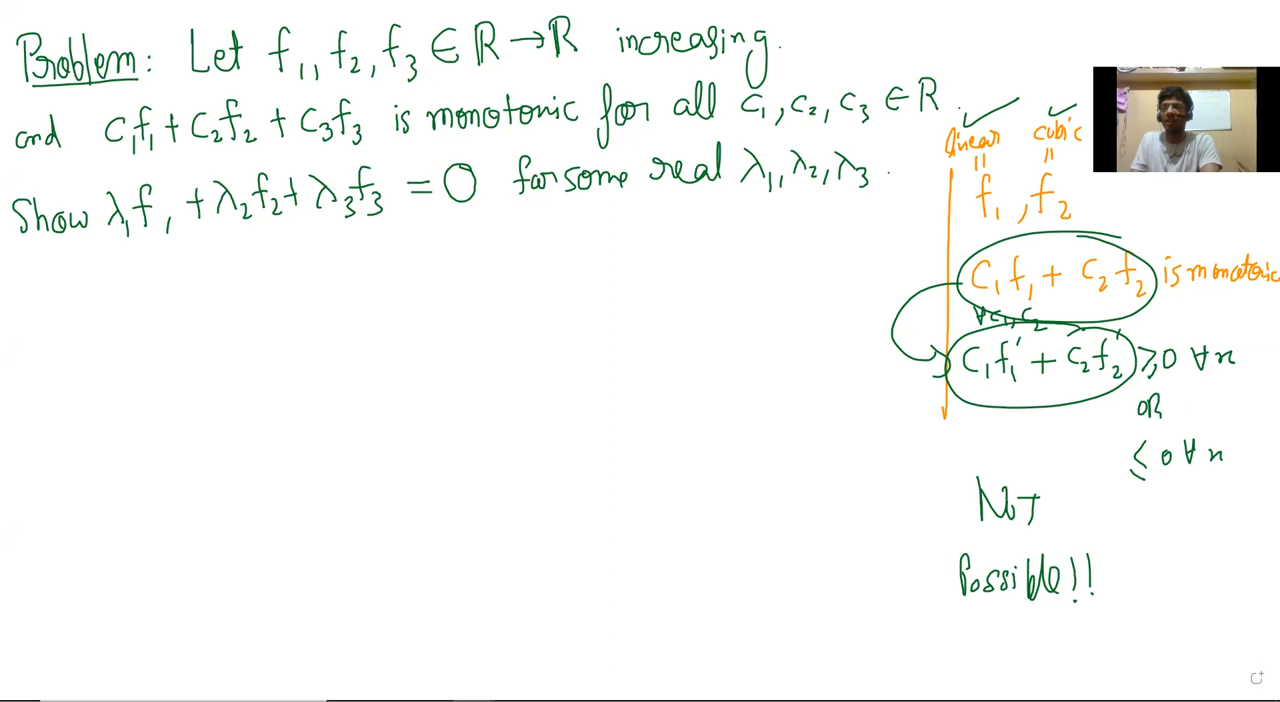 Problem: Let f₁, f₂, f₃ ∈ ℝ → ℝ increasing.
and c₁f₁ + c₂f₂ + c₃f₃ is monotonic for all c₁, c₂, c₃ ∈ ℝ.
Show λ₁f₁ + λ₂f₂ + λ₃f₃ = 0 for some real λ₁, λ₂, λ₃.
linear cubic
= =
f₁, f₂
c₁f₁ + c₂f₂ is monotonic
∀ c₁, c₂
c₁f₁' + c₂f₂' ≥ 0 ∀ x
OR
≤ 0 ∀ x
Not
Possible!!